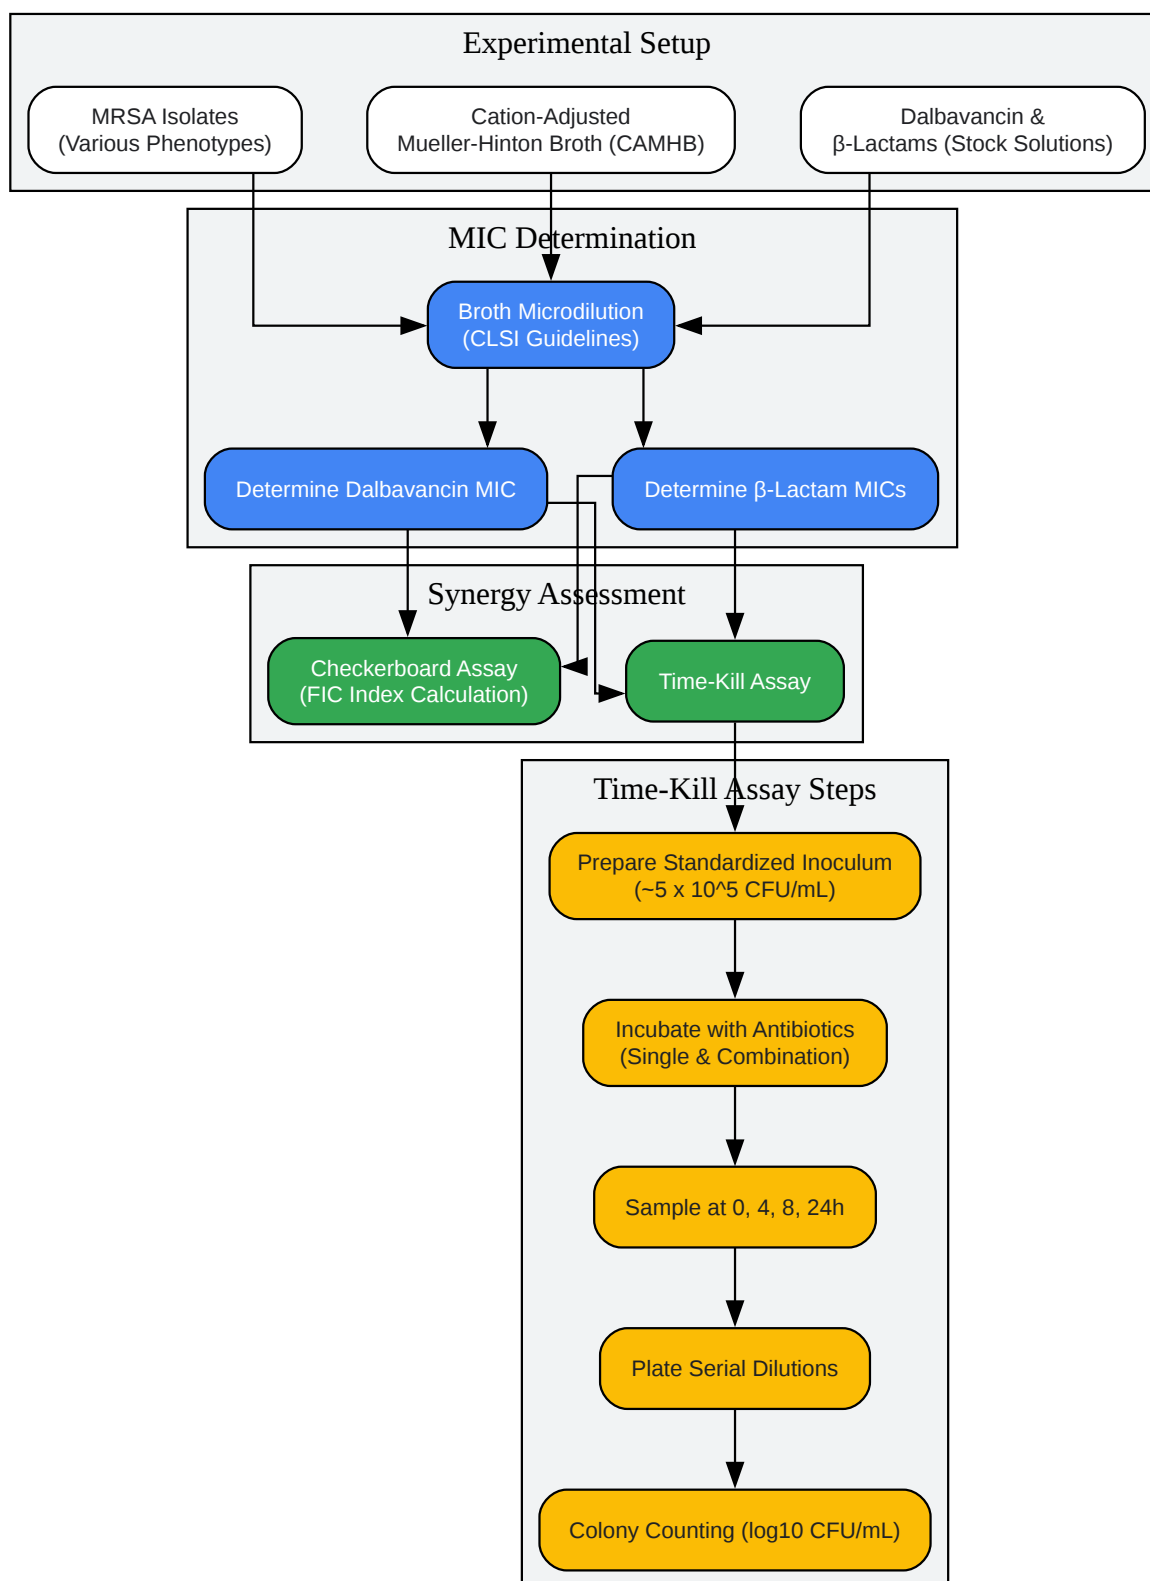 Experimental Setup
MRSA Isolates
(Various Phenotypes)
Cation-Adjusted
Mueller-Hinton Broth (CAMHB)
Dalbavancin &
β-Lactams (Stock Solutions)
MIC Determination
Broth Microdilution
(CLSI Guidelines)
Determine Dalbavancin MIC
Determine β-Lactam MICs
Synergy Assessment
Checkerboard Assay
(FIC Index Calculation)
Time-Kill Assay
Time-Kill Assay Steps
Prepare Standardized Inoculum
(~5 x 10^5 CFU/mL)
Incubate with Antibiotics
(Single & Combination)
Sample at 0, 4, 8, 24h
Plate Serial Dilutions
Colony Counting (log10 CFU/mL)